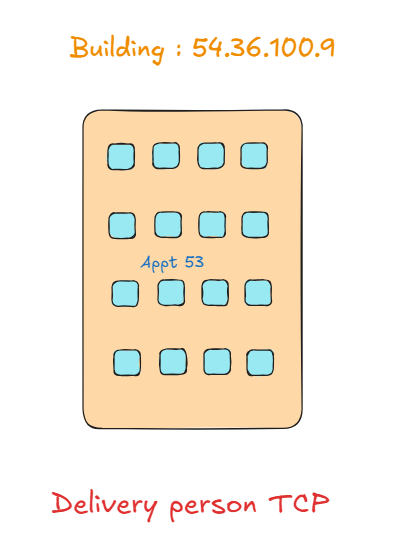 Building : 54.36.100.9
Appt 53
Delivery person TCP